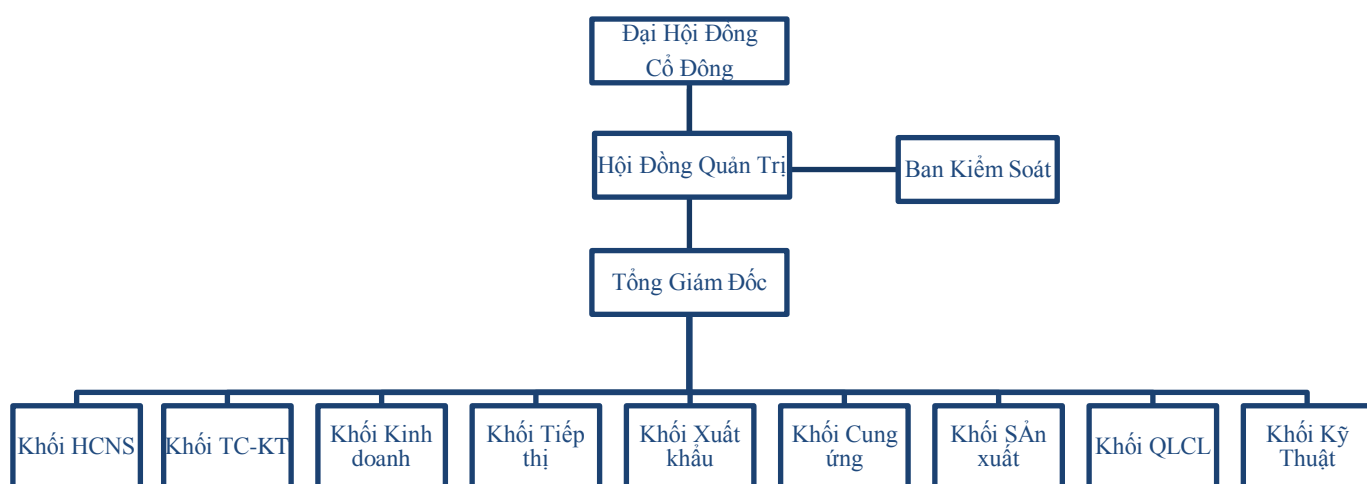 Đại Hội Đồng
Cổ Đông
Hội Đồng Quản Trị
Ban Kiểm Soát
Tổng Giám Đốc
Khối HCNS
Khối TC-KT
Khối Kinh
doanh
Khối Tiếp
thị
Khối Xuất
khẩu
Khối Cung
ứng
Khối SẢn
xuất
Khối QLCL
Khối Kỹ
Thuật